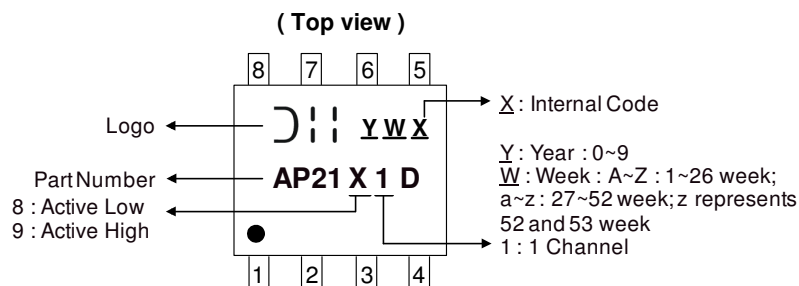 ( Top view )
8 7 6 5
Logo
Y W X
X : Internal Code
Part Number
AP21 X 1 D
8 : Active Low
9 : Active High
Y : Year : 0~9
W : Week : A~Z : 1~26 week;
a~z : 27~52 week; z represents
52 and 53 week
1 : 1 Channel
1 2 3 4